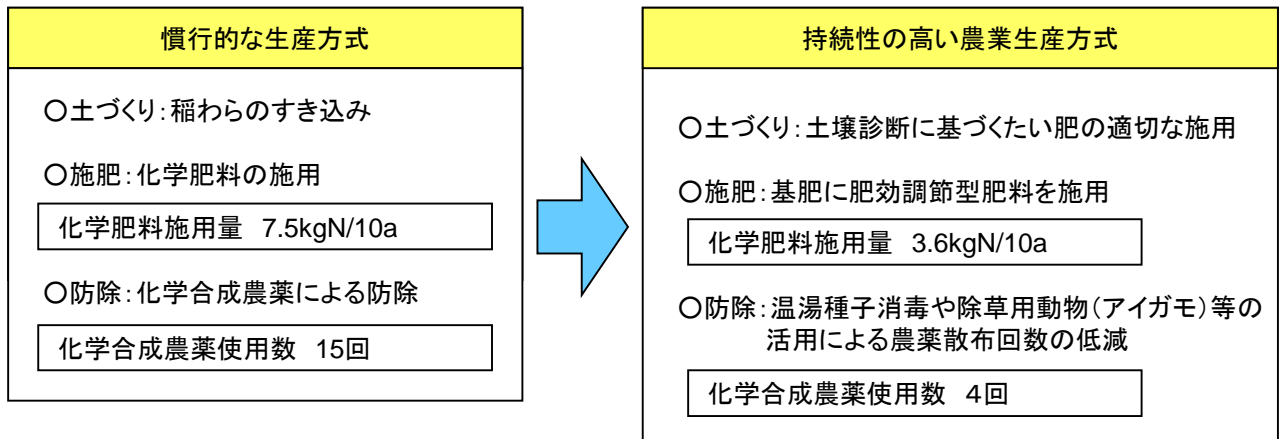 慣行的な生産方式
〇土づくり：稲わらのすき込み
〇施肥：化学肥料の施用
化学肥料施用量 7.5kgN/10a
〇防除：化学合成農薬による防除
化学合成農薬使用数 15回
持続性の高い農業生産方式
〇土づくり：土壌診断に基づくたい肥の適切な施用
〇施肥：基肥に肥効調節型肥料を施用
化学肥料施用量 3.6kgN/10a
〇防除：温湯種子消毒や除草用動物（アイガモ）等の
活用による農薬散布回数の低減
化学合成農薬使用数 ４回